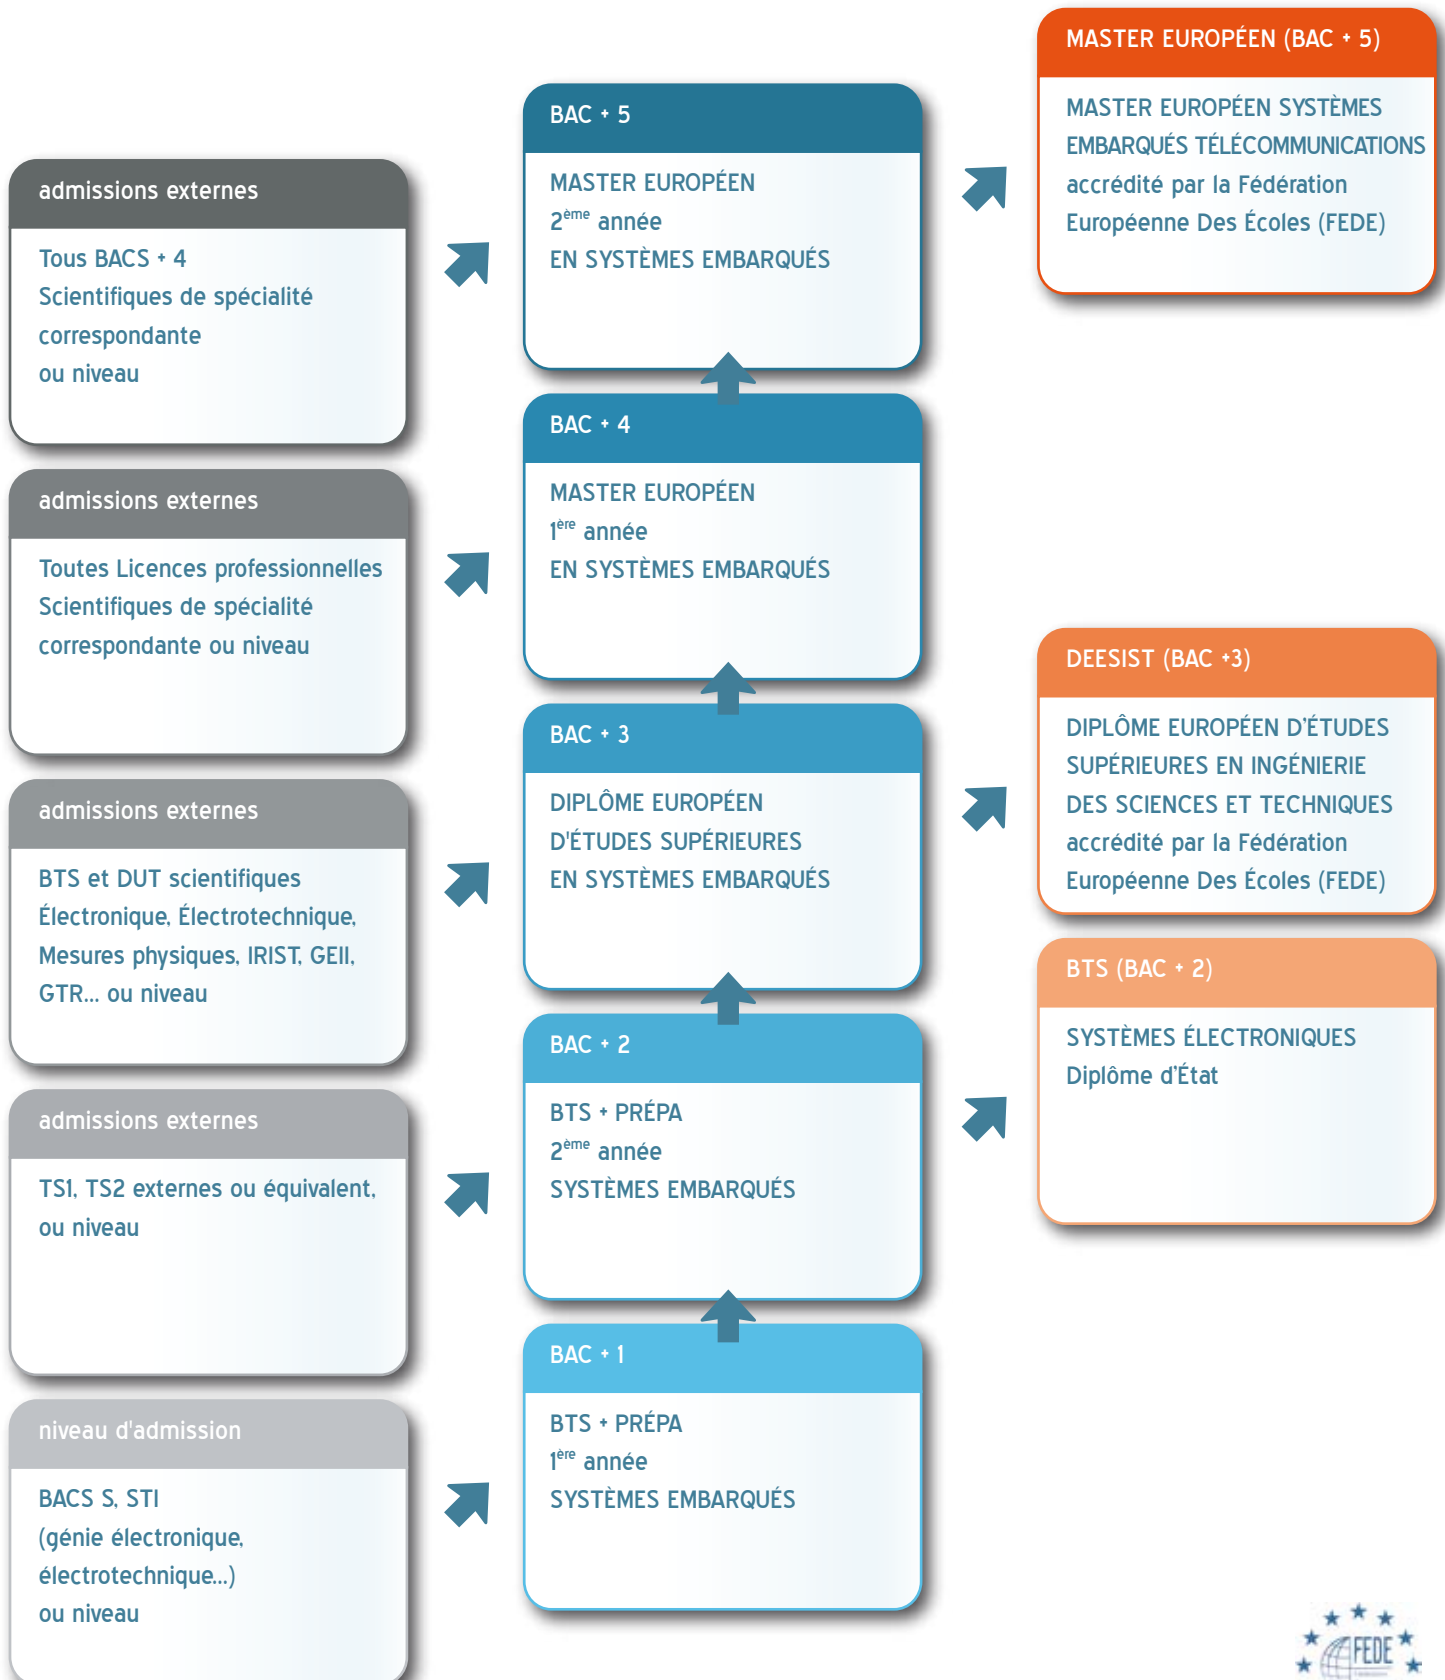 MASTER EUROPÉEN (BAC + 5)
MASTER EUROPÉEN SYSTÈMES
EMBARQUÉS TÉLÉCOMMUNICATIONS
accrédité par la Fédération
Européenne Des Écoles (FEDE)
BAC + 5
MASTER EUROPÉEN
2ème année
EN SYSTÈMES EMBARQUÉS
admissions externes
Tous BACS + 4
Scientifiques de spécialité
correspondante
ou niveau
BAC + 4
MASTER EUROPÉEN
1ère année
EN SYSTÈMES EMBARQUÉS
admissions externes
Toutes Licences professionnelles
Scientifiques de spécialité
correspondante ou niveau
DEESIST (BAC +3)
DIPLÔME EUROPÉEN D'ÉTUDES
SUPÉRIEURES EN INGÉNIERIE
DES SCIENCES ET TECHNIQUES
accrédité par la Fédération
Européenne Des Écoles (FEDE)
BAC + 3
DIPLÔME EUROPÉEN
D'ÉTUDES SUPÉRIEURES
EN SYSTÈMES EMBARQUÉS
admissions externes
BTS et DUT scientifiques
Électronique, Électrotechnique,
Mesures physiques, IRIST, GEII,
GTR... ou niveau
BTS (BAC + 2)
SYSTÈMES ÉLECTRONIQUES
Diplôme d'État
BAC + 2
BTS + PRÉPA
2ème année
SYSTÈMES EMBARQUÉS
admissions externes
TS1, TS2 externes ou équivalent,
ou niveau
BAC + 1
BTS + PRÉPA
1ère année
SYSTÈMES EMBARQUÉS
niveau d'admission
BACS S, STI
(génie électronique,
électrotechnique...)
ou niveau
FEDE